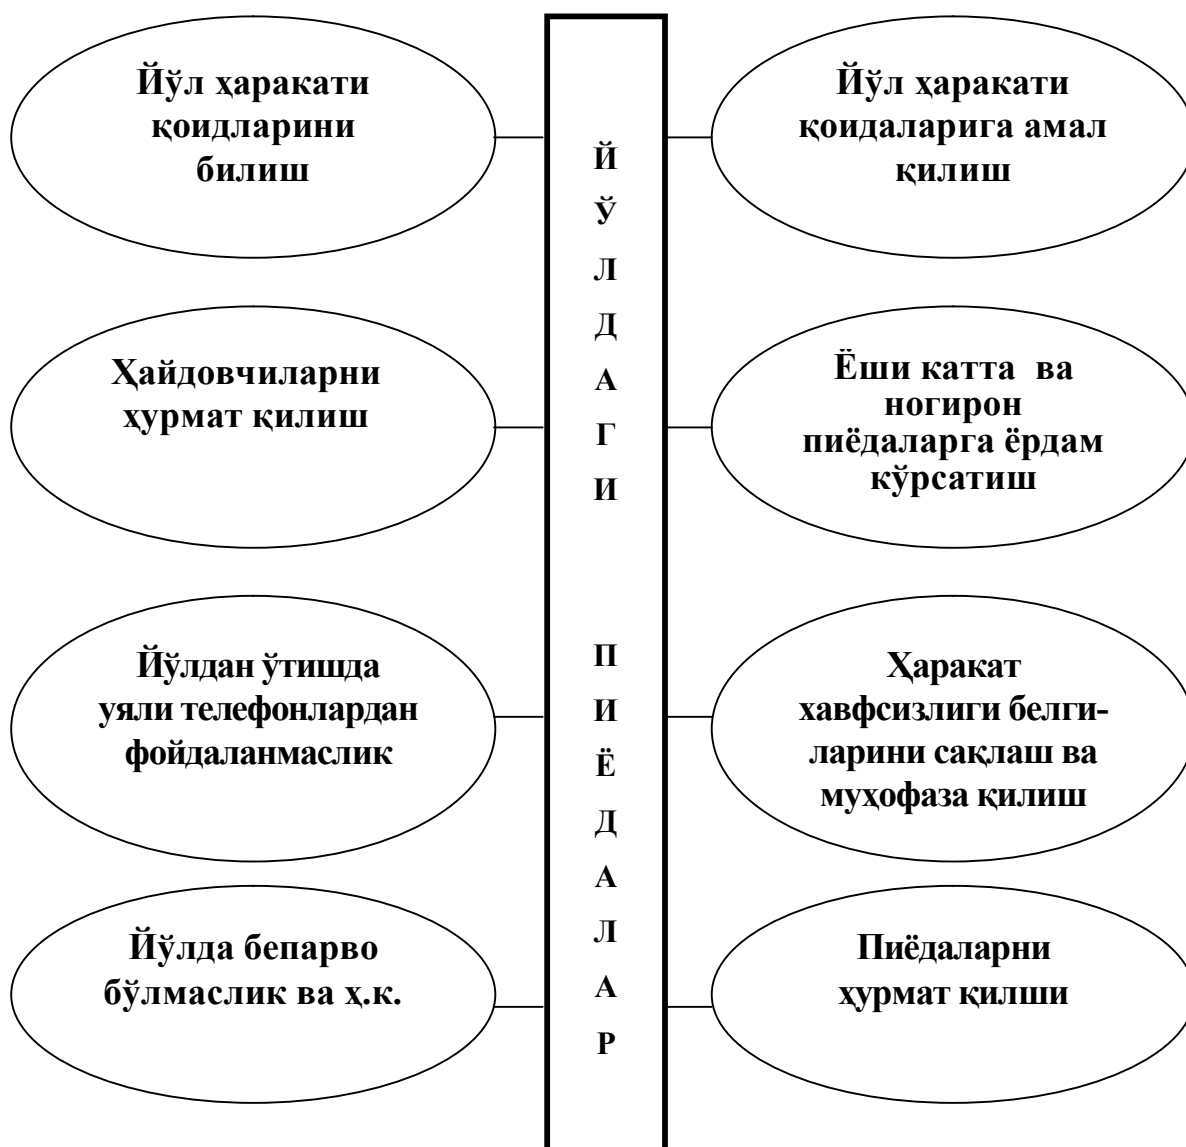 Йўл ҳаракати
қоидларини
билиш
Ҳайдовчиларни
ҳурмат қилиш
Йўлдан ўтишда
уяли телефонлардан
фойдаланмаслик
Йўлда бепарво
бўлмаслик ва ҳ.к.
Й
Ў
Л
Д
А
Г
И
П
И
Ё
Д
А
Л
А
Р
Йўл ҳаракати
қоидаларига амал
қилиш
Ёши катта ва
ногирон
пиёдаларга ёрдам
кўрсатиш
Ҳаракат
хавфсизлиги белги-
ларини сақлаш ва
муҳофаза қилиш
Пиёдаларни
ҳурмат қилши